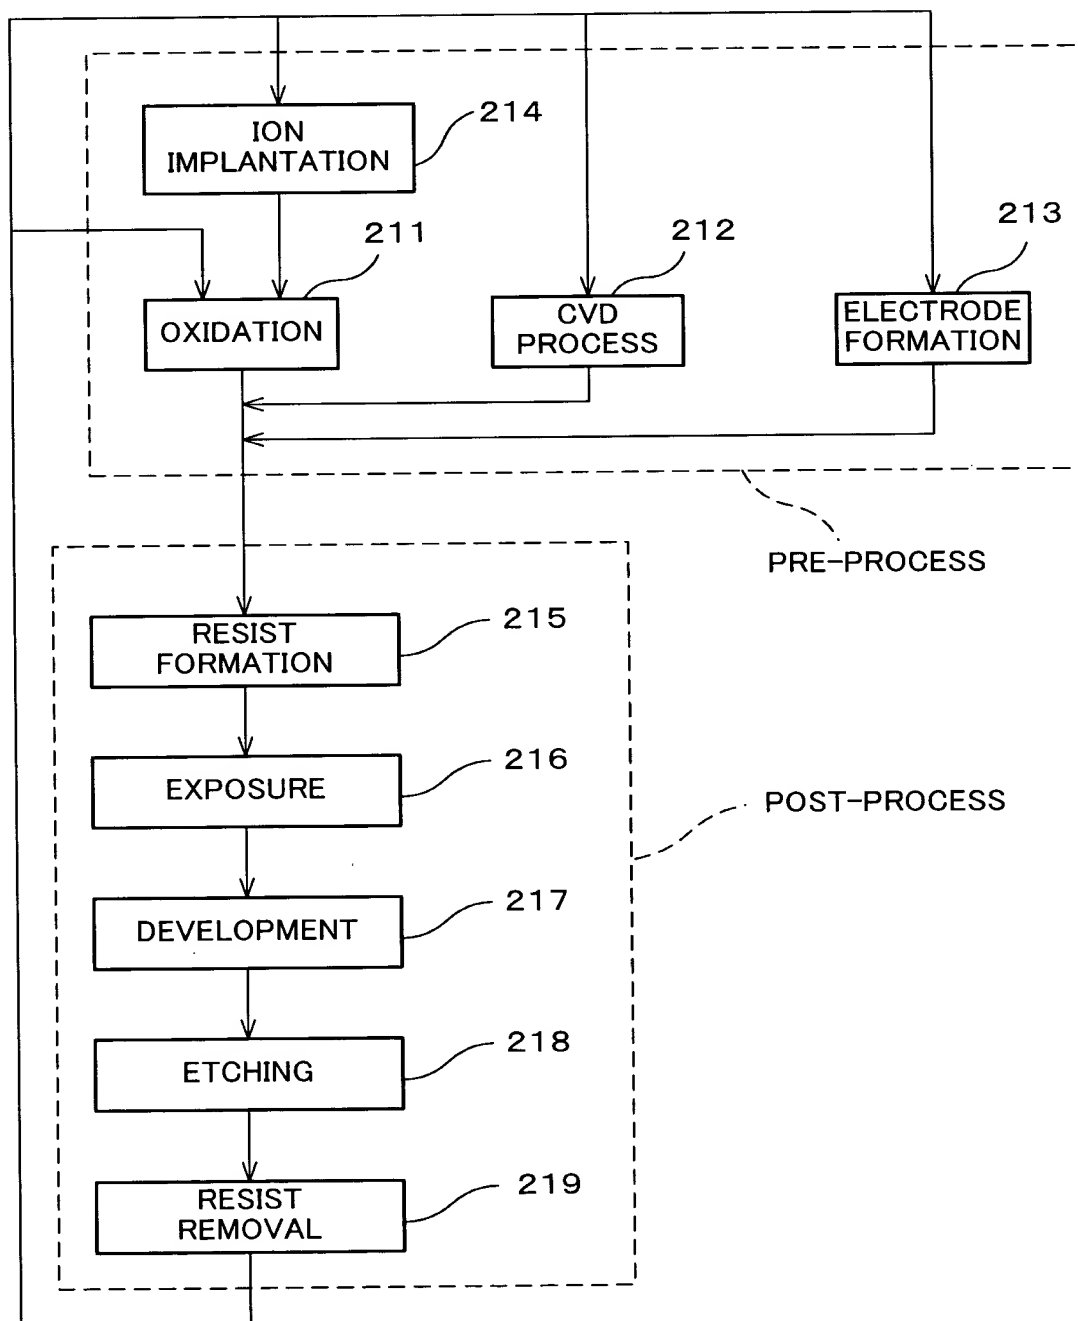 ION
IMPLANTATION
214
211
212
213
OXIDATION
CVD
PROCESS
ELECTRODE
FORMATION
PRE-PROCESS
RESIST
FORMATION
215
EXPOSURE
216
POST-PROCESS
DEVELOPMENT
217
ETCHING
218
RESIST
REMOVAL
219